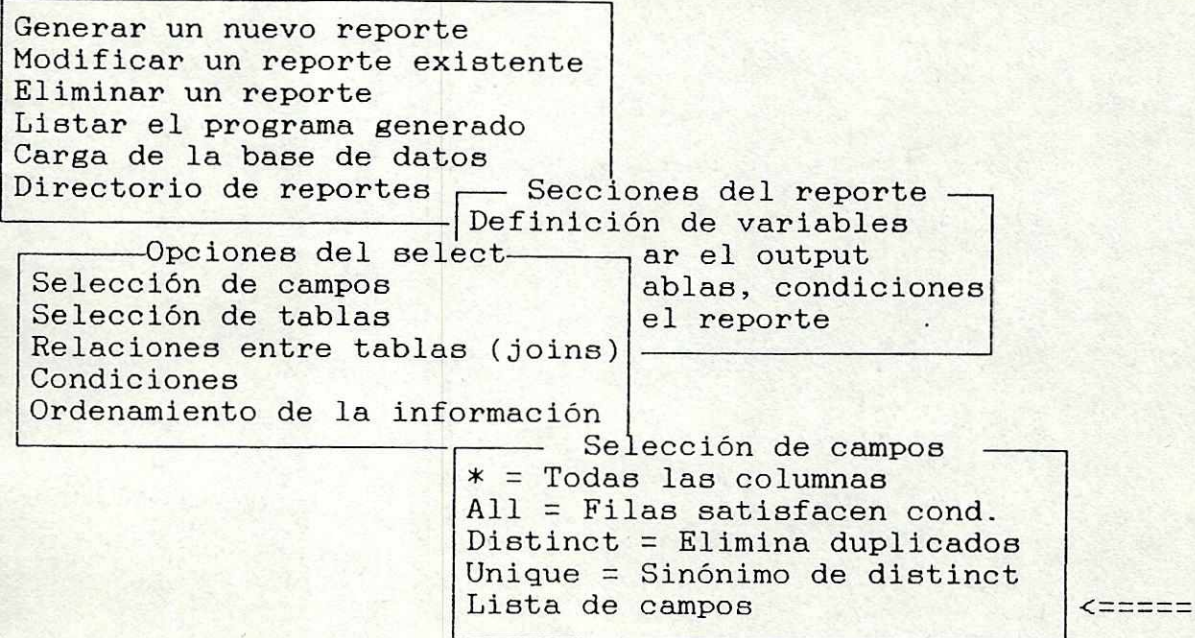 Generar un nuevo reporte
Modificar un reporte existente
Eliminar un reporte
Listar el programa generado
Carga de la base de datos
Directorio de reportes
Secciones del reporte
Definición de variables
ar el output
ablas, condiciones
el reporte
Opciones del select
Selección de campos
Selección de tablas
Relaciones entre tablas (joins)
Condiciones
Ordenamiento de la información
Selección de campos
* = Todas las columnas
All = Filas satisfacen cond.
Distinct = Elimina duplicados
Unique = Sinónimo de distinct
Lista de campos <=====